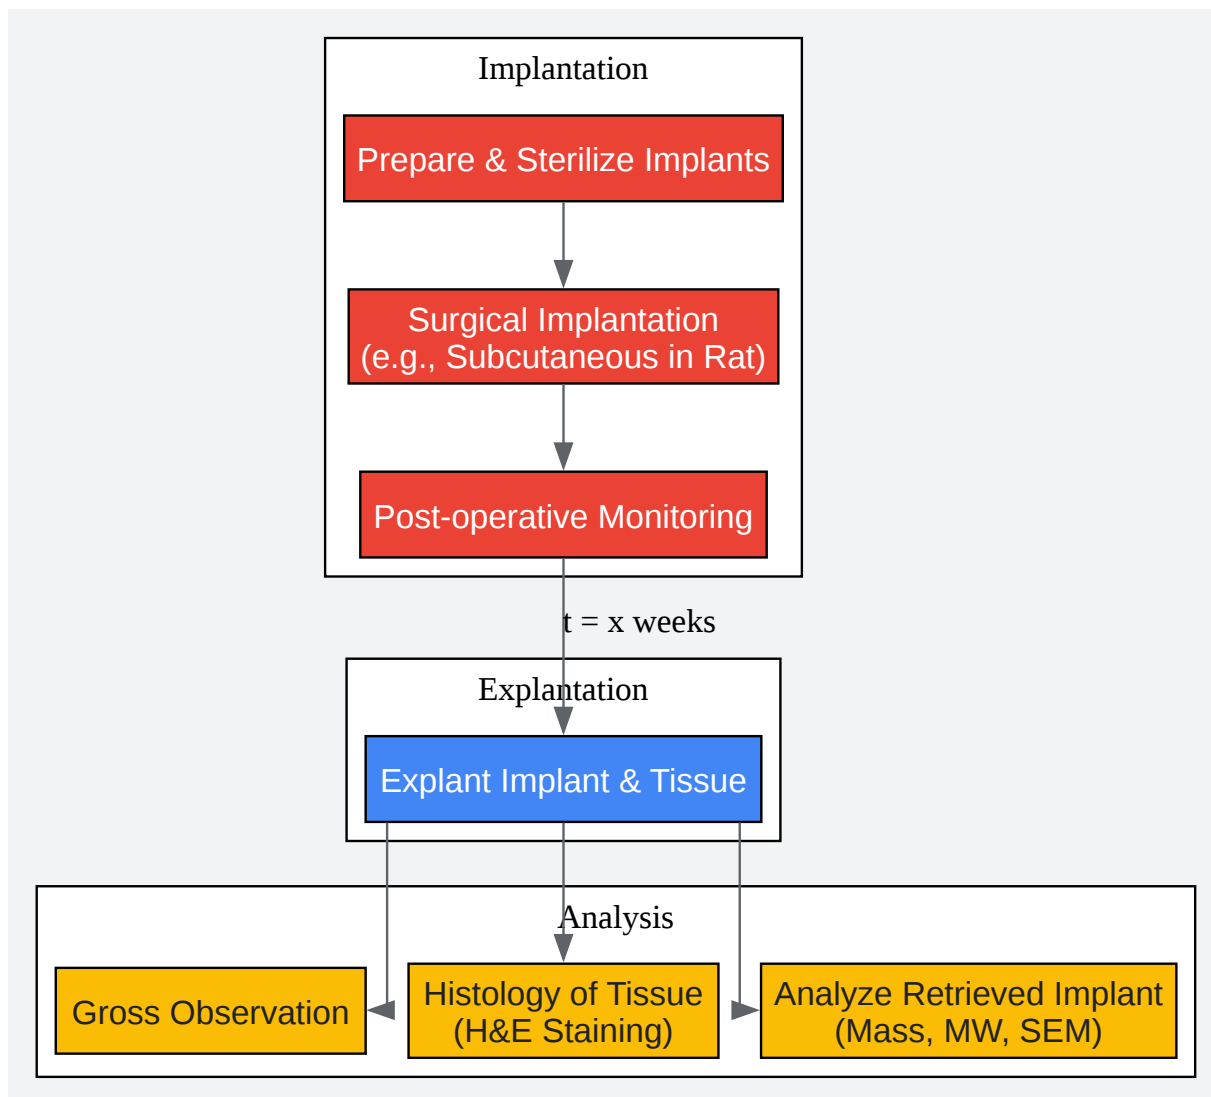 Implantation
Prepare & Sterilize Implants
Surgical Implantation
(e.g., Subcutaneous in Rat)
Post-operative Monitoring
t = x weeks
Explantation
Explant Implant & Tissue
Analysis
Gross Observation
Histology of Tissue
(H&E Staining)
Analyze Retrieved Implant
(Mass, MW, SEM)